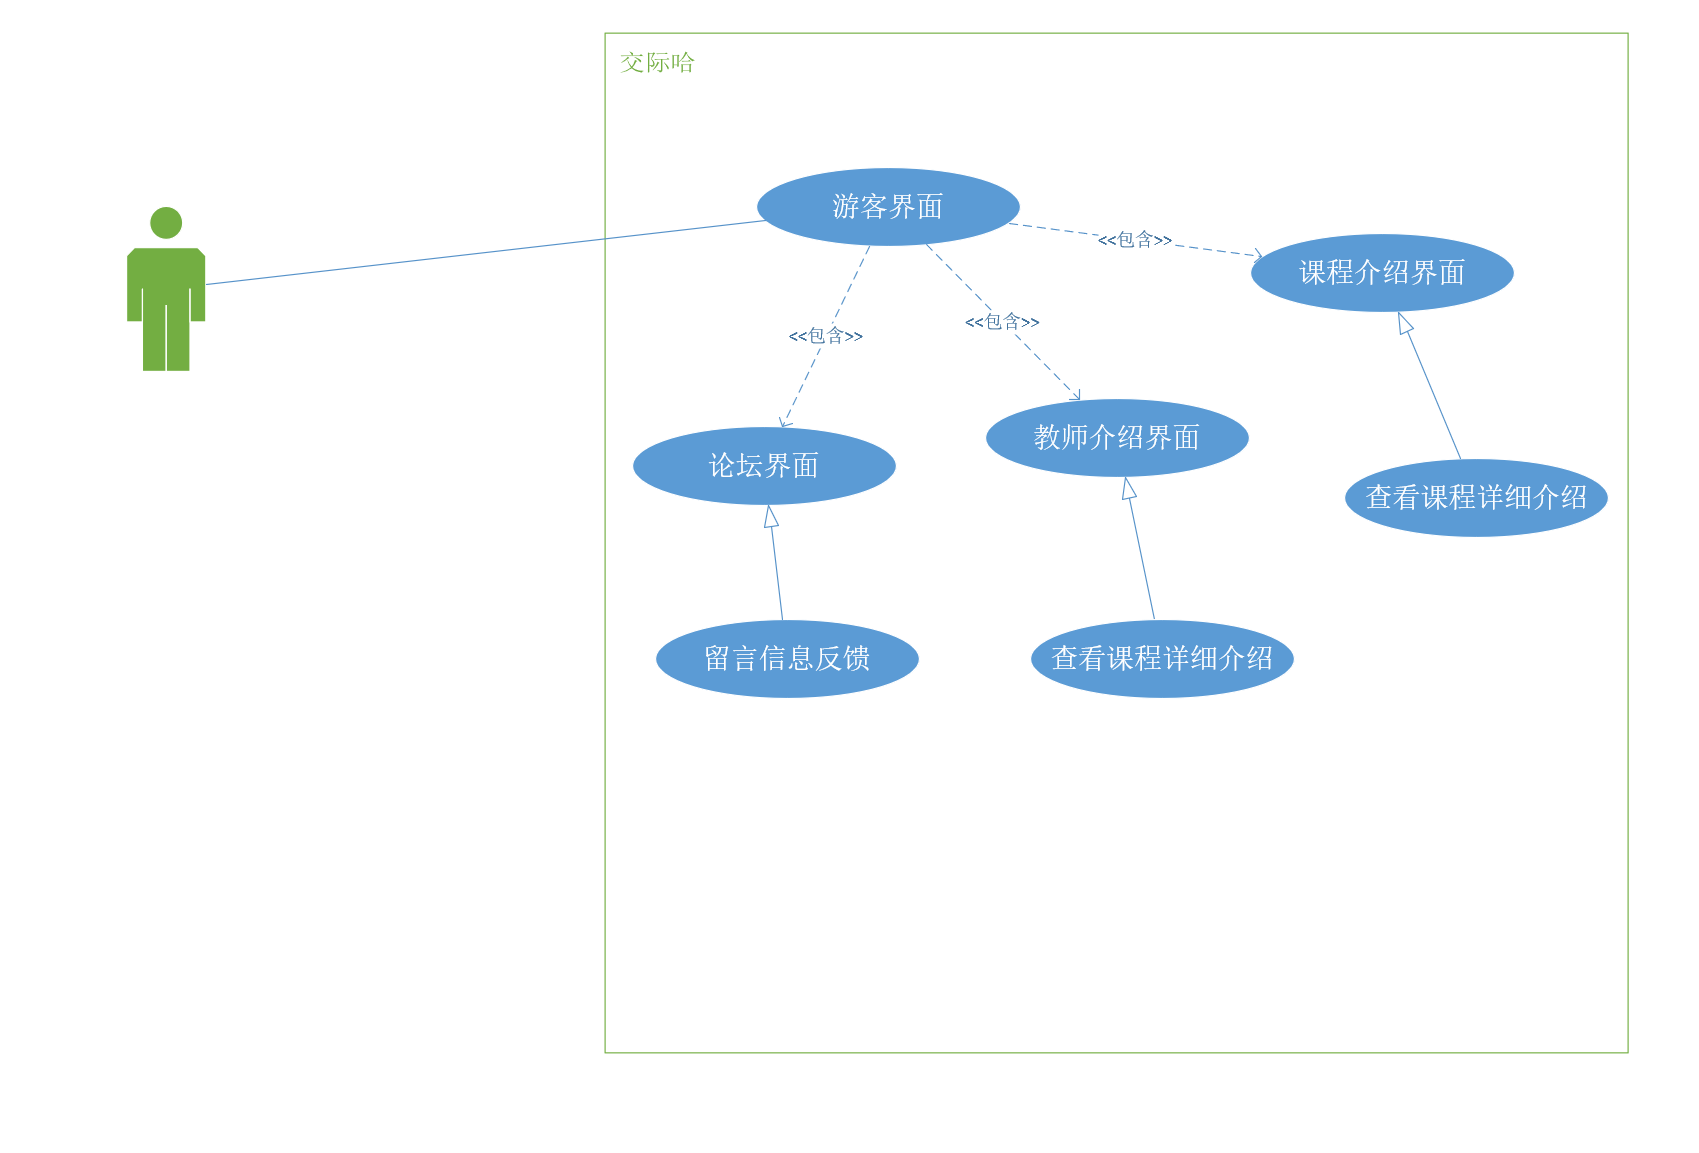 交际哈
游客界面
<<包含>>
课程介绍界面
<<包含>>
<<包含>>
教师介绍界面
论坛界面
查看课程详细介绍
留言信息反馈
查看课程详细介绍